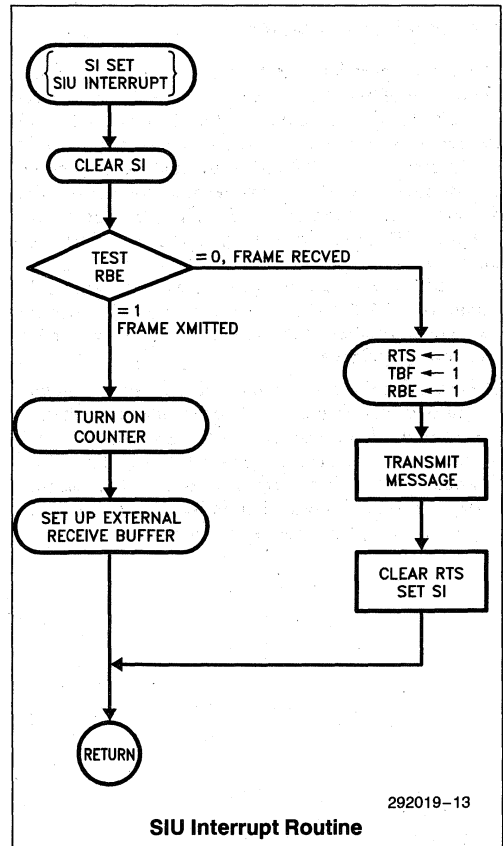 SI SET
SIU INTERRUPT
CLEAR SI
TEST
RBE
= 0, FRAME RECVED
= 1
FRAME XMITTED
RTS ← 1
TBF ← 1
RBE ← 1
TURN ON
COUNTER
TRANSMIT
MESSAGE
SET UP EXTERNAL
RECEIVE BUFFER
CLEAR RTS
SET SI
RETURN
292019–13
SIU Interrupt Routine